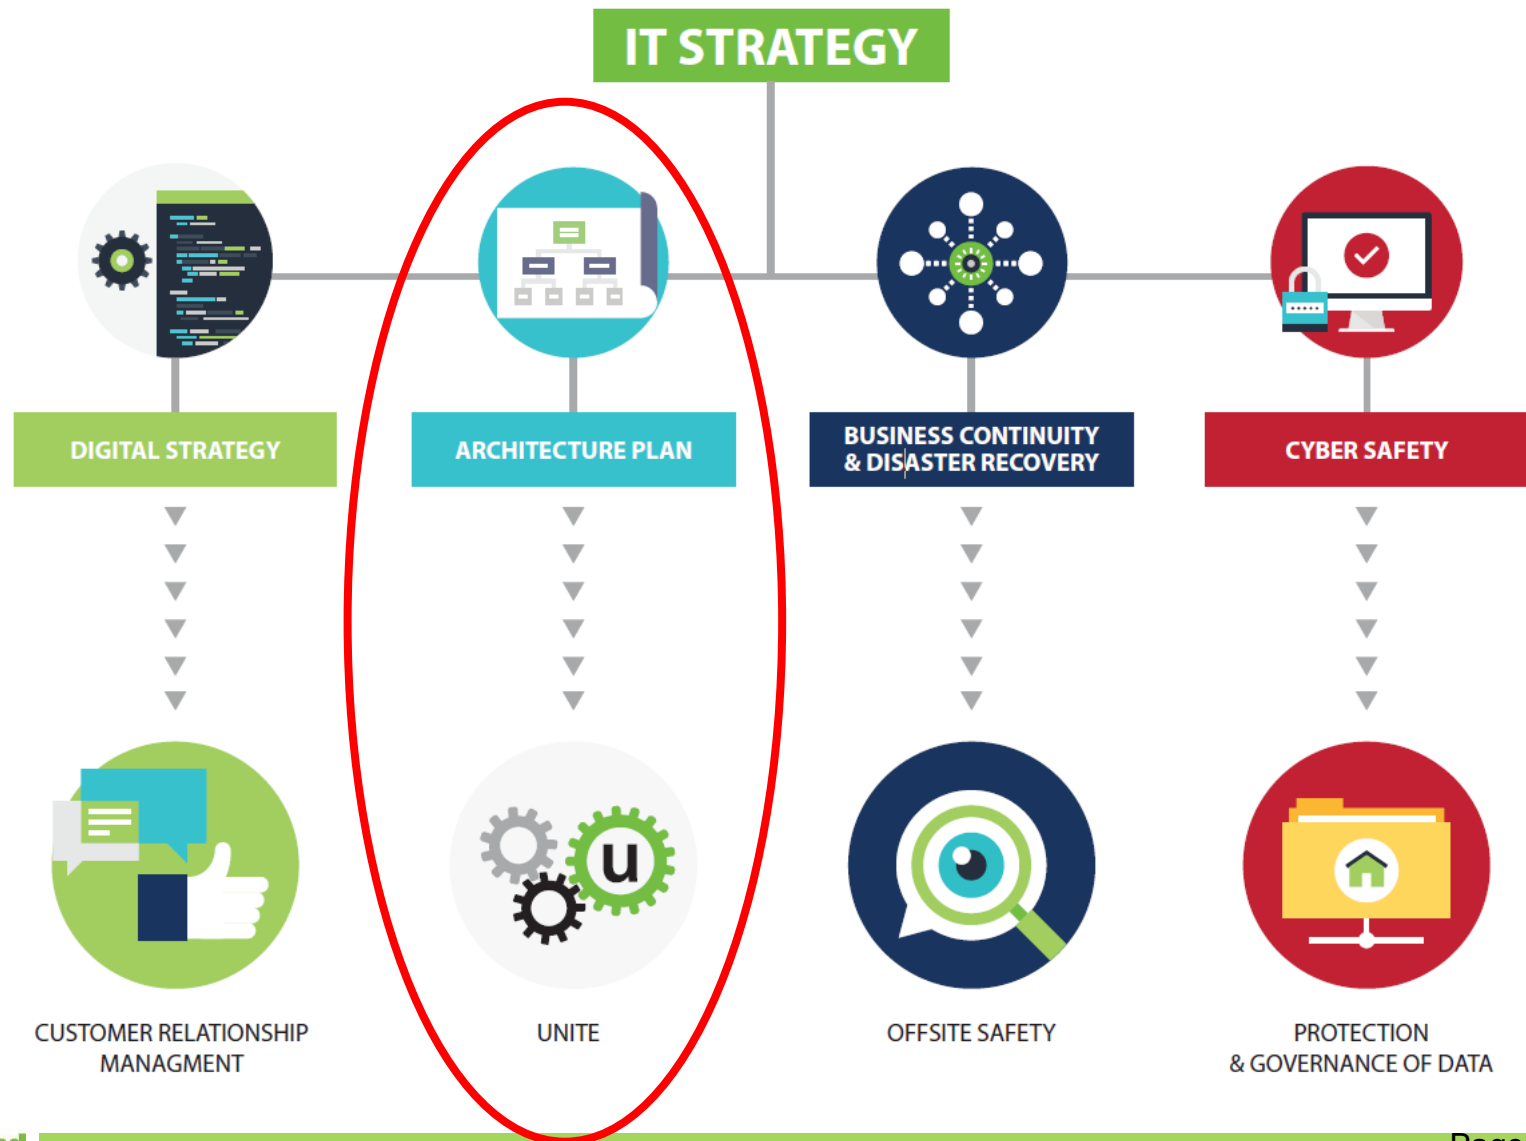 IT STRATEGY
DIGITAL STRATEGY
ARCHITECTURE PLAN
BUSINESS CONTINUITY
& DISASTER RECOVERY
CYBER SAFETY
u
CUSTOMER RELATIONSHIP
MANAGMENT
UNITE
OFFSITE SAFETY
PROTECTION
& GOVERNANCE OF DATA